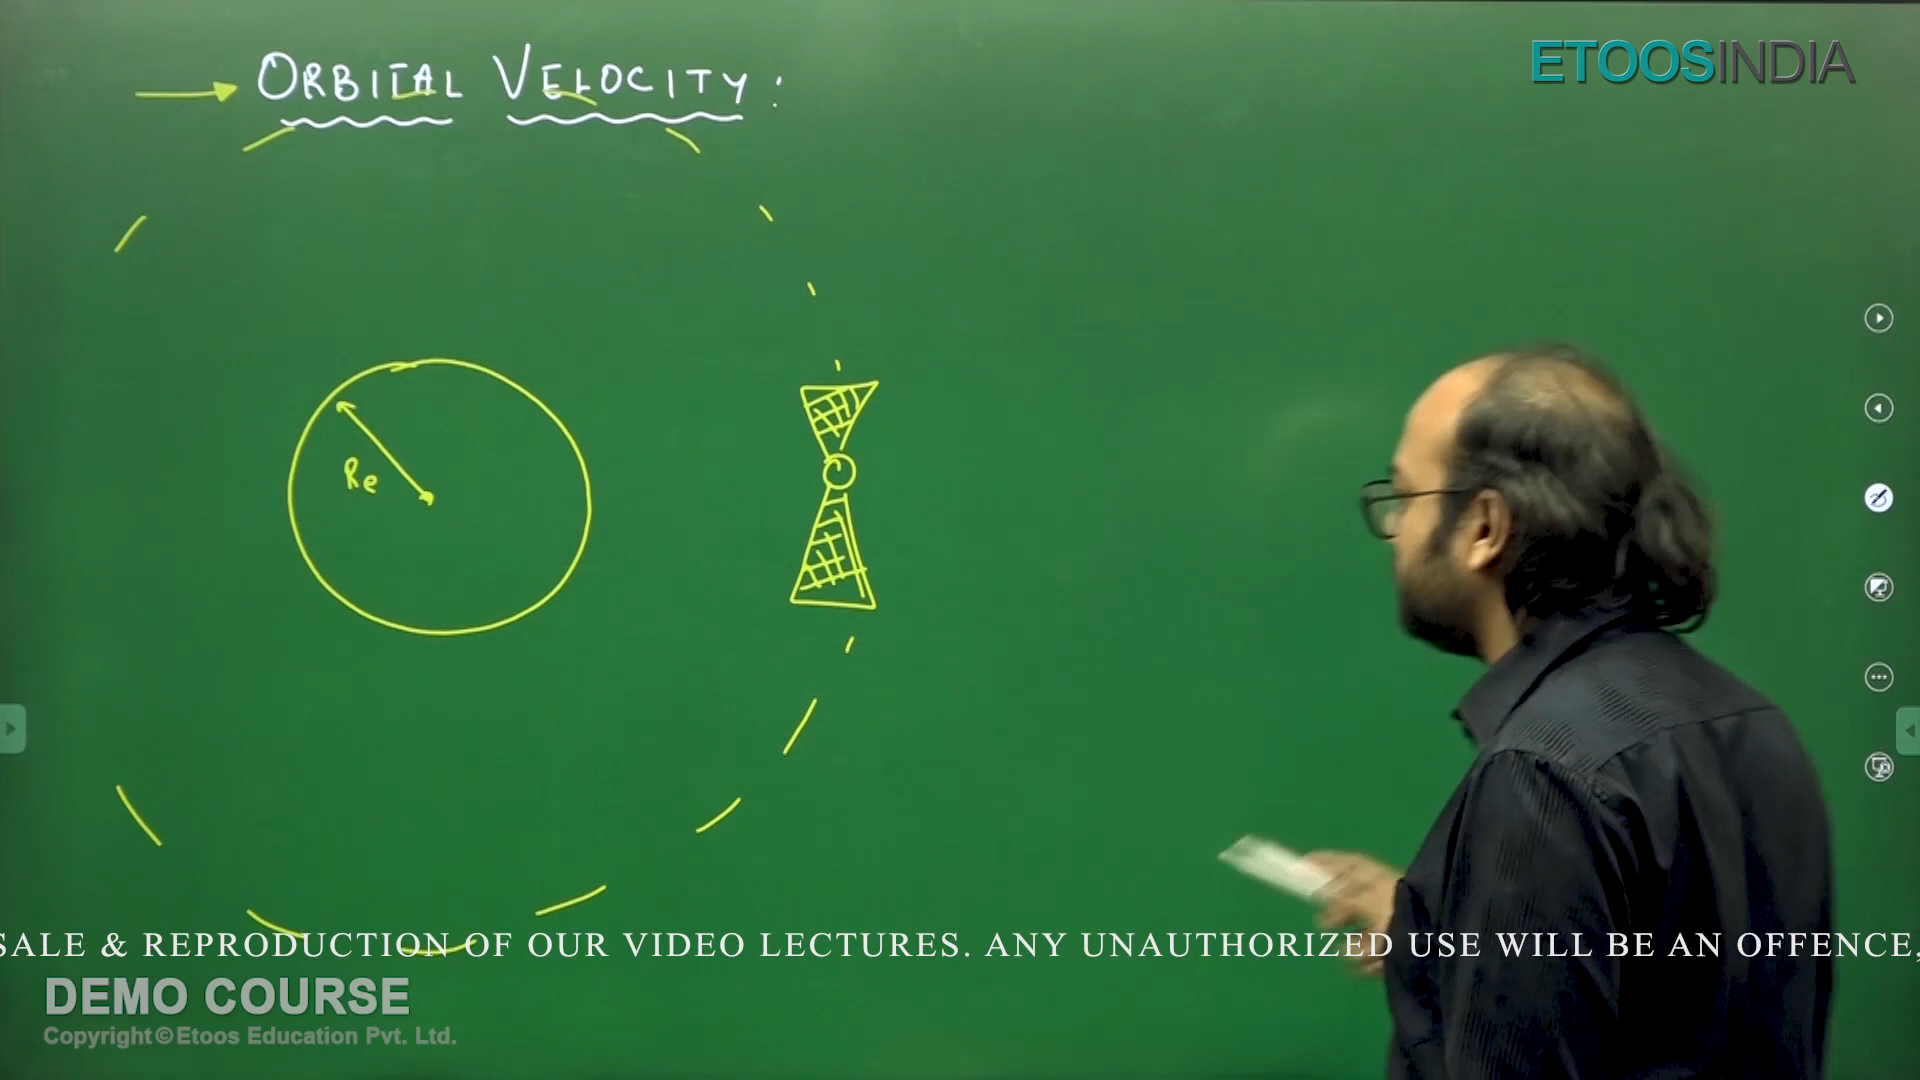 ORBITAL VELOCITY:
ETOOSINDIA
Re
SALE & REPRODUCTION OF OUR VIDEO LECTURES. ANY UNAUTHORIZED USE WILL BE AN OFFENCE,
DEMO COURSE
Copyright © Etoos Education Pvt. Ltd.